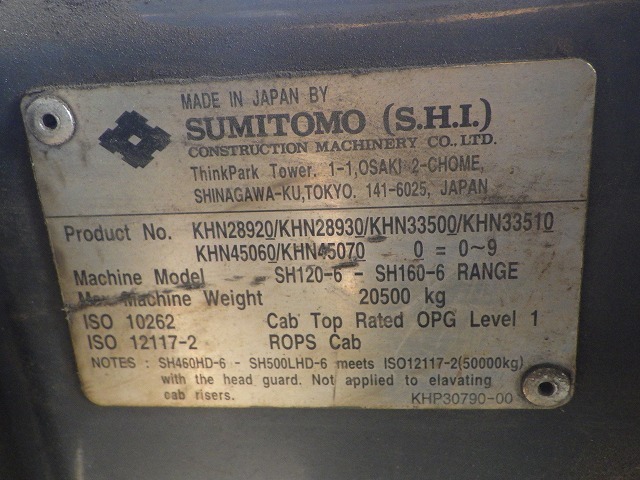 MADE IN JAPAN BY
SUMITOMO (S.H.I.)
CONSTRUCTION MACHINERY CO., LTD.
ThinkPark Tower. 1-1,OSAKI 2-CHOME,
SHINAGAWA-KU,TOKYO. 141-6025, JAPAN
Product No. KHN28920/KHN28930/KHN33500/KHN33510
KHN45060/KHN45070 0 = 0~9
Machine Model SH120-6 - SH160-6 RANGE
Max Machine Weight 20500 kg
ISO 10262 Cab Top Rated OPG Level 1
ISO 12117-2 ROPS Cab
NOTES : SH460HD-6 - SH500LHD-6 meets ISO12117-2(50000kg)
with the head guard. Not applied to elavating
cab risers. KHP30790-00